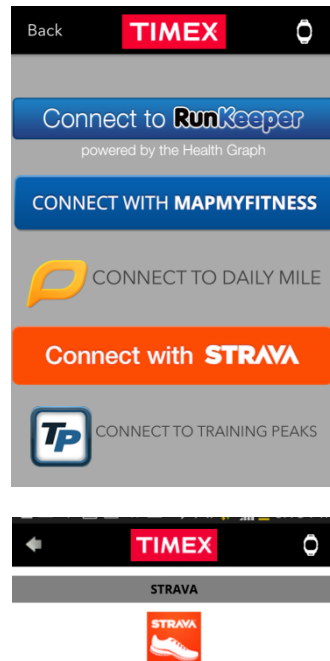 Back TIMEX
Connect to RunKeeper
powered by the Health Graph
CONNECT WITH MAPMYFITNESS
CONNECT TO DAILY MILE
Connect with STRAVA
TP CONNECT TO TRAINING PEAKS
TIMEX
STRAVA
STRAVA